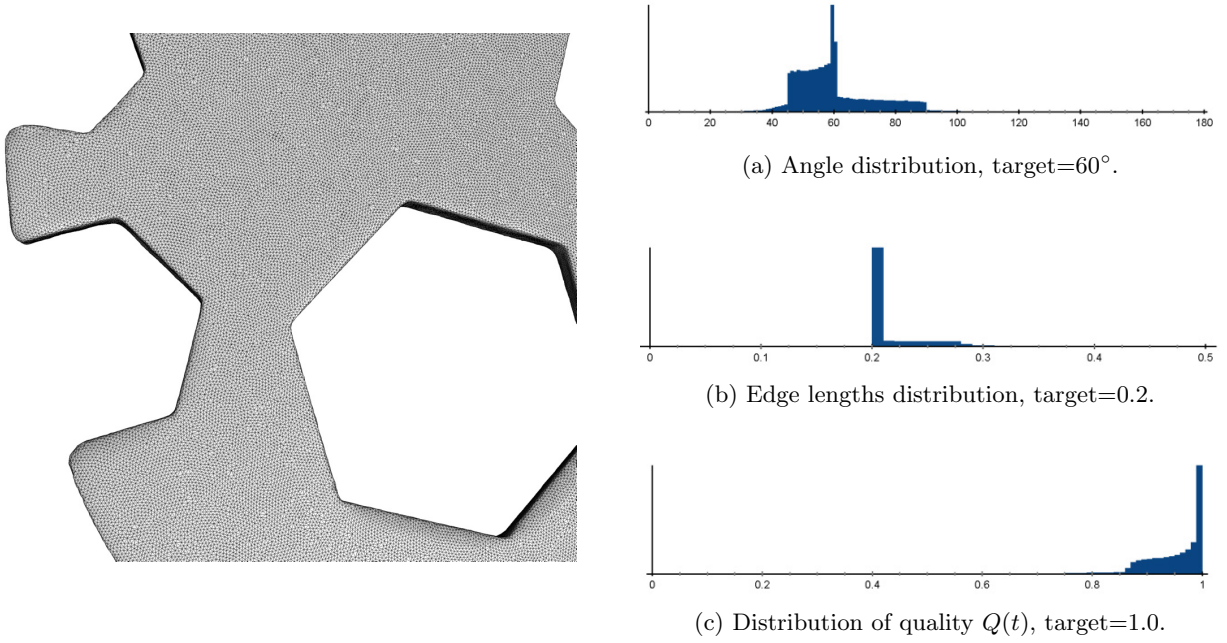 0 20 40 60 80 100 120 140 160 180
(a) Angle distribution, target=60°.
0 0.1 0.2 0.3 0.4 0.5
(b) Edge lengths distribution, target=0.2.
0 0.2 0.4 0.6 0.8 1
(c) Distribution of quality Q(t), target=1.0.